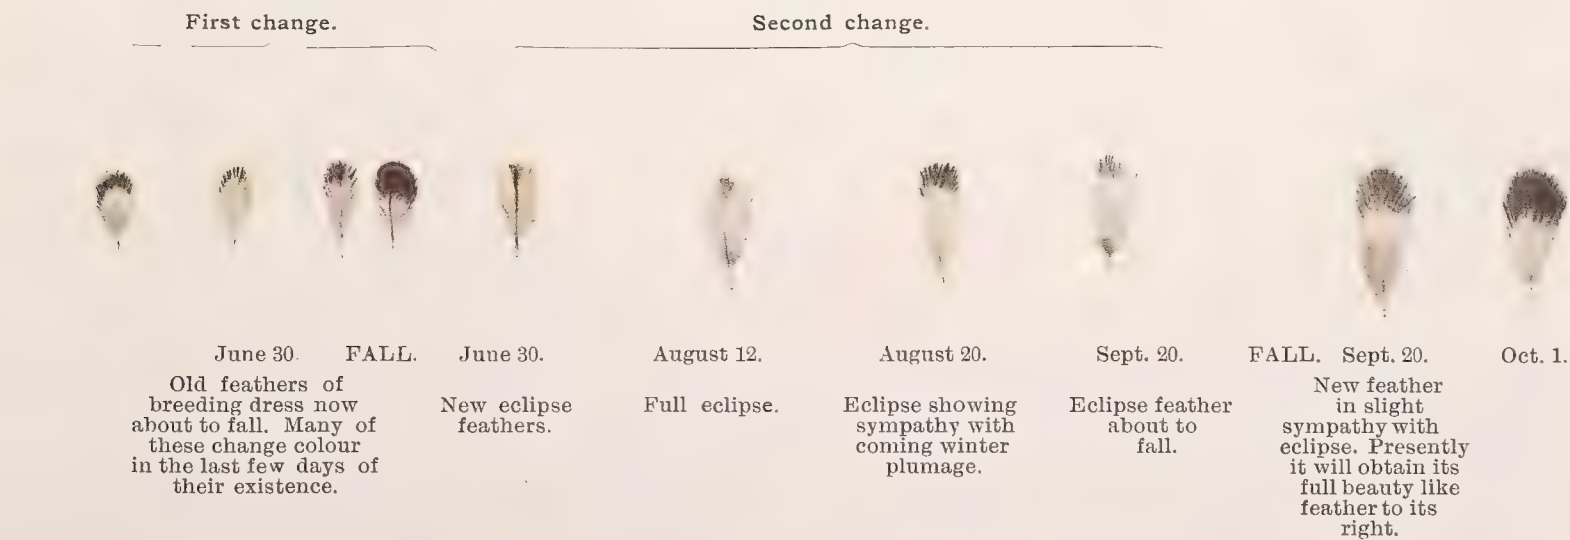 First change.
Second change.
June 30. FALL. June 30. August 12. August 20. Sept. 20. FALL. Sept. 20. Oct. 1.
Old feathers of
breeding dress now
about to fall. Many of
these change colour
in the last few days of
their existence.
New eclipse
feathers.
Full eclipse.
Eclipse showing
sympathy with
coming winter
plumage.
Eclipse feather
about to
fall.
New feather
in slight
sympathy with
eclipse. Presently
it will obtain its
full beauty like
feather to its
right.